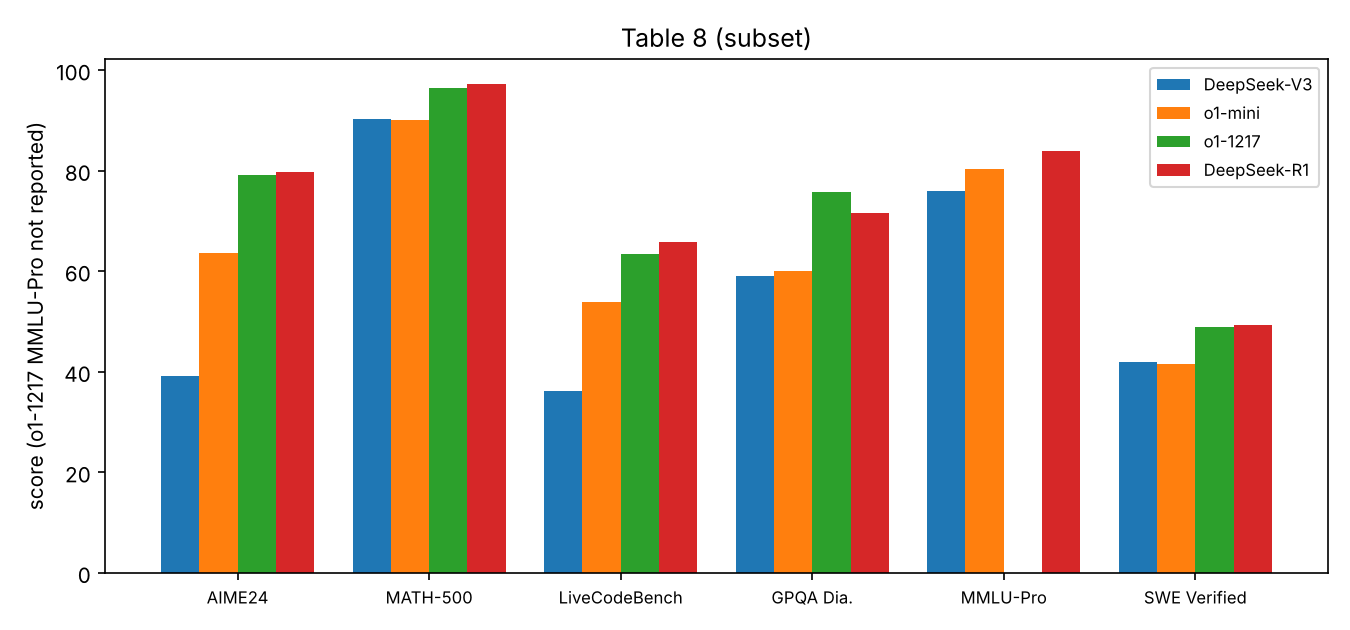 Table 8 (subset)
score (o1-1217 MMLU-Pro not reported)
100
80
60
40
20
0
DeepSeek-V3
o1-mini
o1-1217
DeepSeek-R1
AIME24
MATH-500
LiveCodeBench
GPQA Dia.
MMLU-Pro
SWE Verified